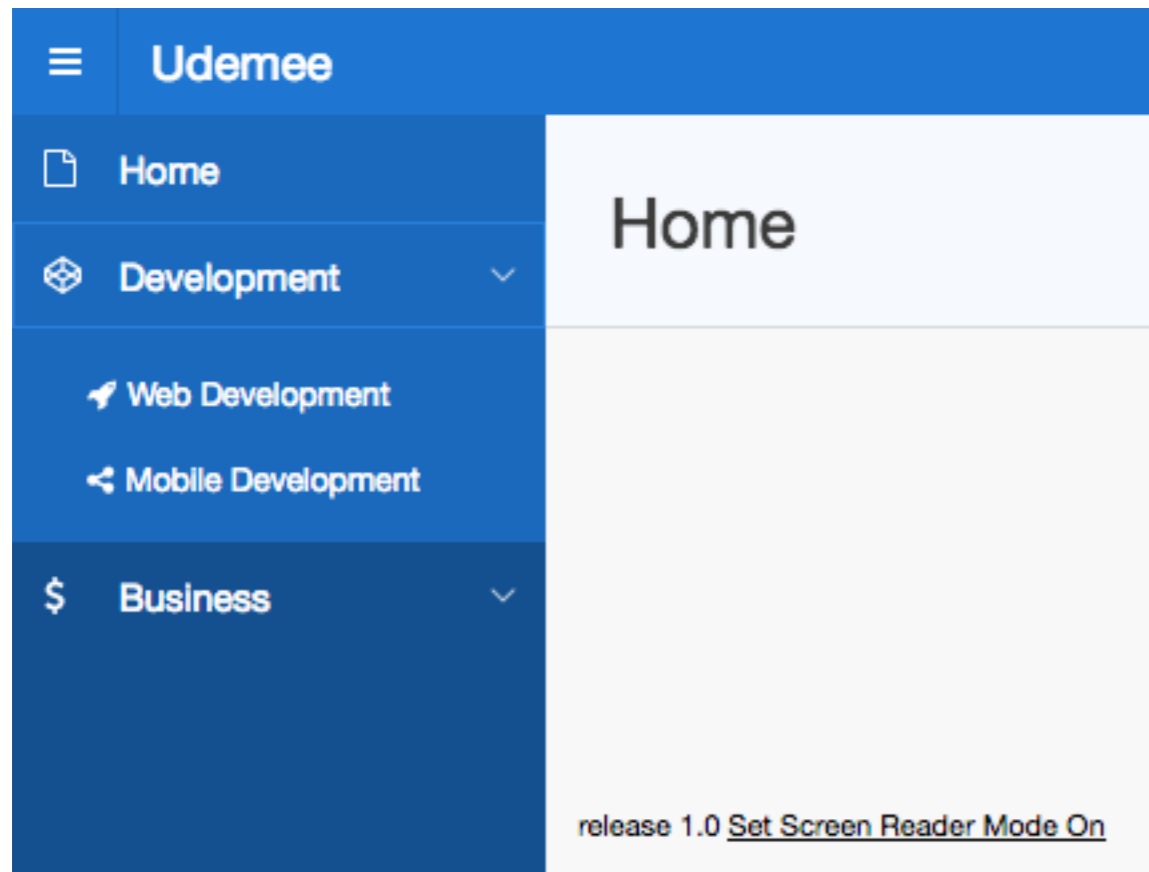 Udemee
Home
Development
Web Development
Mobile Development
$ Business
Home
release 1.0 Set Screen Reader Mode On